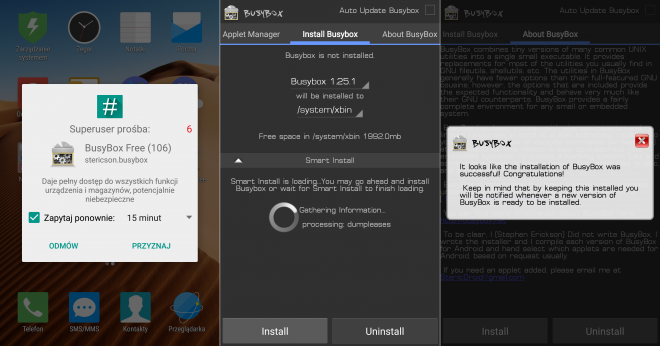 Zarządzanie
systemem
Zegar
Notatki
#
Superuser prośba:
6
BusyBox Free (106)
stericson.busybox
Daje pełny dostęp do wszystkich funkcji
urządzenia i magazynów, potencjalnie
niebezpieczne
Zapytaj ponownie:
15 minut
ODMÓW
PRZYZNAJ
Telefon
SMS/MMS
Kontakty
Przeglądarka
BUSYBOX
Auto Update Busybox
Applet Manager
Install Busybox
About BusyBox
Busybox is not installed.
Busybox 1.25.1
will be installed to
/system/xbin
Free space in /system/xbin 1992.0mb
Smart Install
Smart Install is loading...You may go ahead and install
Busybox or wait for Smart Install to finish loading.
Gathering Information...
processing: dumpleases
Install
Uninstall
BUSYBOX
Auto Update Busybox
Install Busybox
About BusyBox
BusyBox combines tiny versions of many common UNIX
utilities into a single small executable. It provides
replacements for most of the utilities usually find in
GNU fileutils, shellutils, etc. The utilities in BusyBox
generally have fewer options than their full-featured GNU
cousins; however, the options that are included provide
the expected functionality and behave very much like
their GNU counterparts. BusyBox provides a fairly
complete environment for any small or embedded
system.
BUSYBOX
It looks like the installation of BusyBox was
successful! Congratulations!
Keep in mind that by keeping this installed you
will be notified whenever a new version of
BusyBox is ready to be installed.
To be clear, I (Stephen Erickson) Did not write BusyBox. I
wrote the installer and I compile each version of BusyBox
for Android and hand select which applets are needed for
Android, based on request usually.
If you need an applet added, please email me at
Install
Uninstall